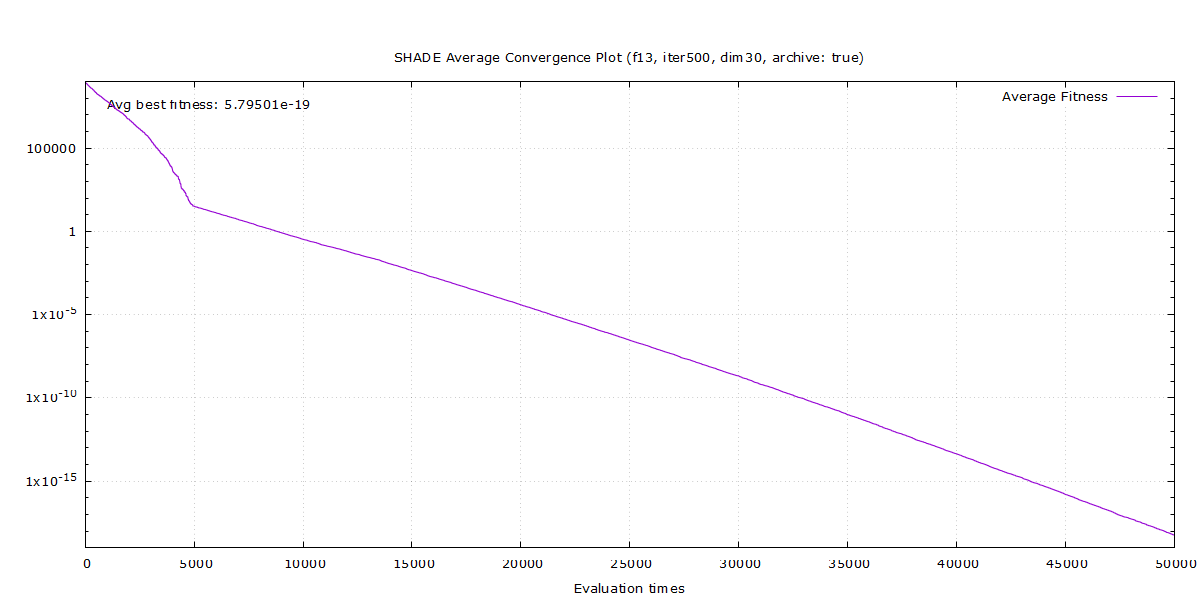 SHADE Average Convergence Plot (f13, iter500, dim30, archive: true)
Avg best fitness: 5.79501e-19
Average Fitness
100000
1
1x10-5
1x10-10
1x10-15
0 5000 10000 15000 20000 25000 30000 35000 40000 45000 50000
Evaluation times